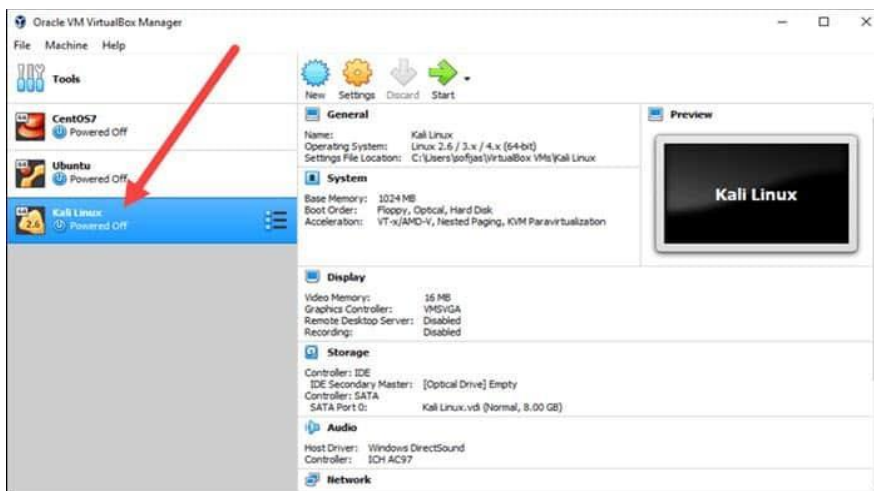 Oracle VM VirtualBox Manager
File Machine Help
Tools
New Settings Discard Start
64
CentOS7
Powered Off
64
Ubuntu
Powered Off
64
2.6
Kali Linux
Powered Off
General
Name: Kali Linux
Operating System: Linux 2.6 / 3.x / 4.x (64-bit)
Settings File Location: C:\Users\sofijas\VirtualBox VMs\Kali Linux
Preview
Kali Linux
System
Base Memory: 1024 MB
Boot Order: Floppy, Optical, Hard Disk
Acceleration: VT-x/AMD-V, Nested Paging, KVM Paravirtualization
Display
Video Memory: 16 MB
Graphics Controller: VMSVGA
Remote Desktop Server: Disabled
Recording: Disabled
Storage
Controller: IDE
IDE Secondary Master: [Optical Drive] Empty
Controller: SATA
SATA Port 0: Kali Linux.vdi (Normal, 8.00 GB)
Audio
Host Driver: Windows DirectSound
Controller: ICH AC97
Network